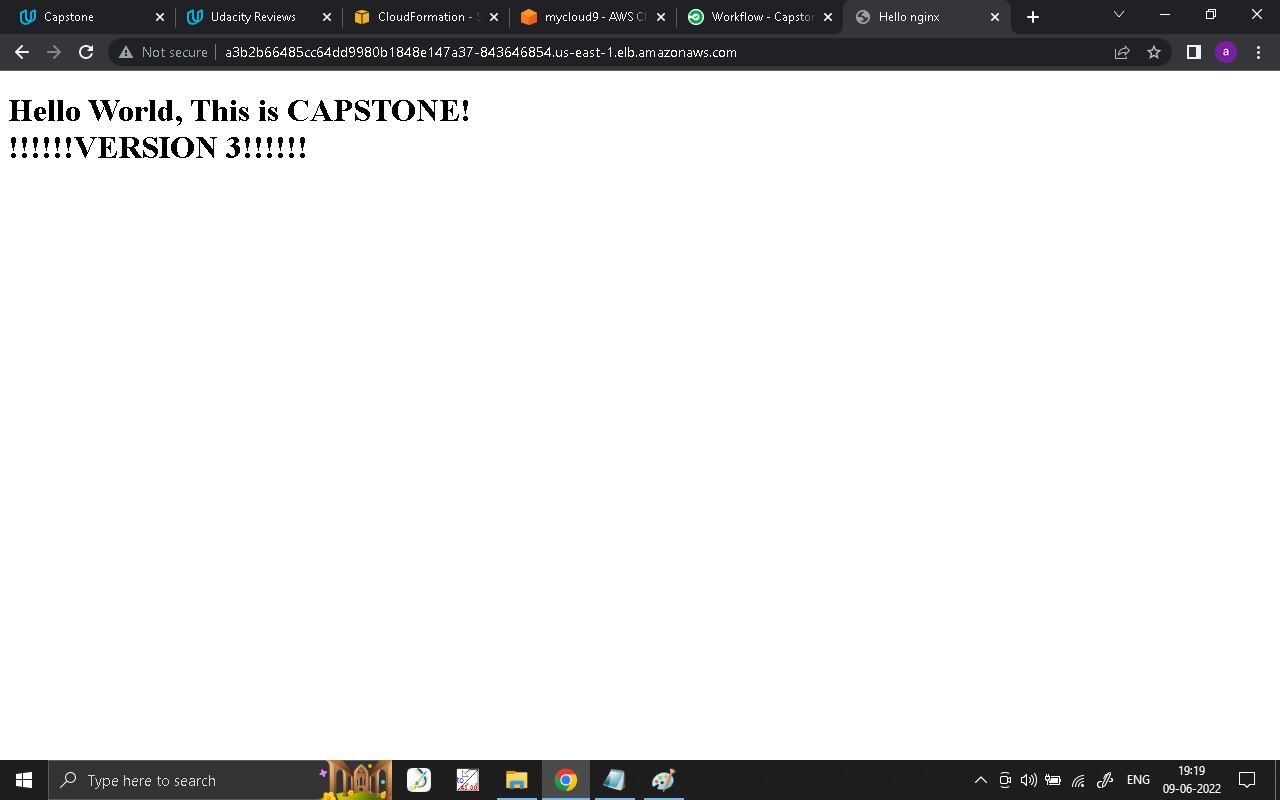 Capstone
Udacity Reviews
CloudFormation - S
mycloud9 - AWS Cl
Workflow - Capstor
Hello nginx
Not secure
a3b2b66485cc64dd9980b1848e147a37-843646854.us-east-1.elb.amazonaws.com
a
Hello World, This is CAPSTONE!
!!!!!!VERSION 3!!!!!!
Type here to search
ENG
19:19
09-06-2022